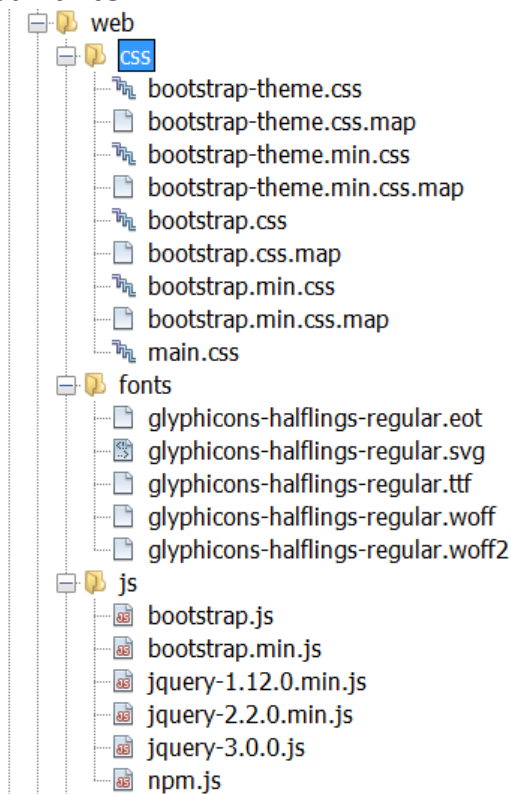 web
css
bootstrap-theme.css
bootstrap-theme.css.map
bootstrap-theme.min.css
bootstrap-theme.min.css.map
bootstrap.css
bootstrap.css.map
bootstrap.min.css
bootstrap.min.css.map
main.css
fonts
glyphicons-halflings-regular.eot
glyphicons-halflings-regular.svg
glyphicons-halflings-regular.ttf
glyphicons-halflings-regular.woff
glyphicons-halflings-regular.woff2
js
bootstrap.js
bootstrap.min.js
jquery-1.12.0.min.js
jquery-2.2.0.min.js
jquery-3.0.0.js
npm.js